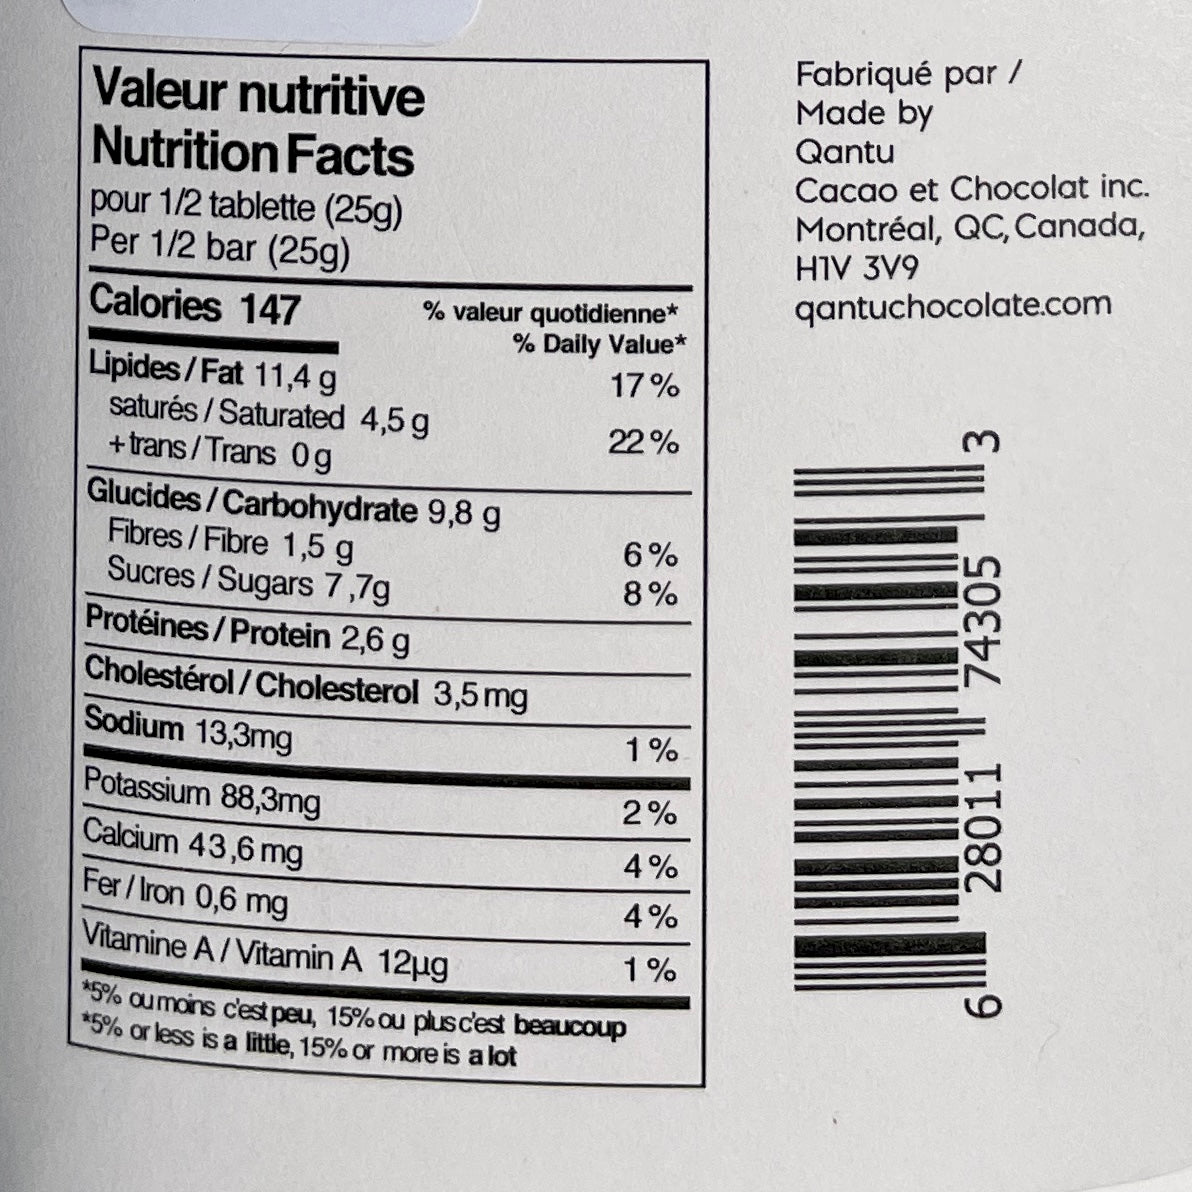 Valeur nutritive
Nutrition Facts
pour 1/2 tablette (25g)
Per 1/2 bar (25g)
Calories 147
% valeur quotidienne*
% Daily Value*
Lipides / Fat 11,4 g 17 %
saturés / Saturated 4,5 g
+ trans / Trans 0 g 22 %
Glucides / Carbohydrate 9,8 g
Fibres / Fibre 1,5 g 6 %
Sucres / Sugars 7,7g 8 %
Protéines / Protein 2,6 g
Cholestérol / Cholesterol 3,5 mg
Sodium 13,3mg 1 %
Potassium 88,3mg 2 %
Calcium 43,6 mg 4 %
Fer / Iron 0,6 mg 4 %
Vitamine A / Vitamin A 12µg 1 %
*5% ou moins c'est peu, 15% ou plus c'est beaucoup
*5% or less is a little, 15% or more is a lot
Fabriqué par /
Made by
Qantu
Cacao et Chocolat inc.
Montréal, QC, Canada,
H1V 3V9
qantuchocolate.com
6 28011 74305 3